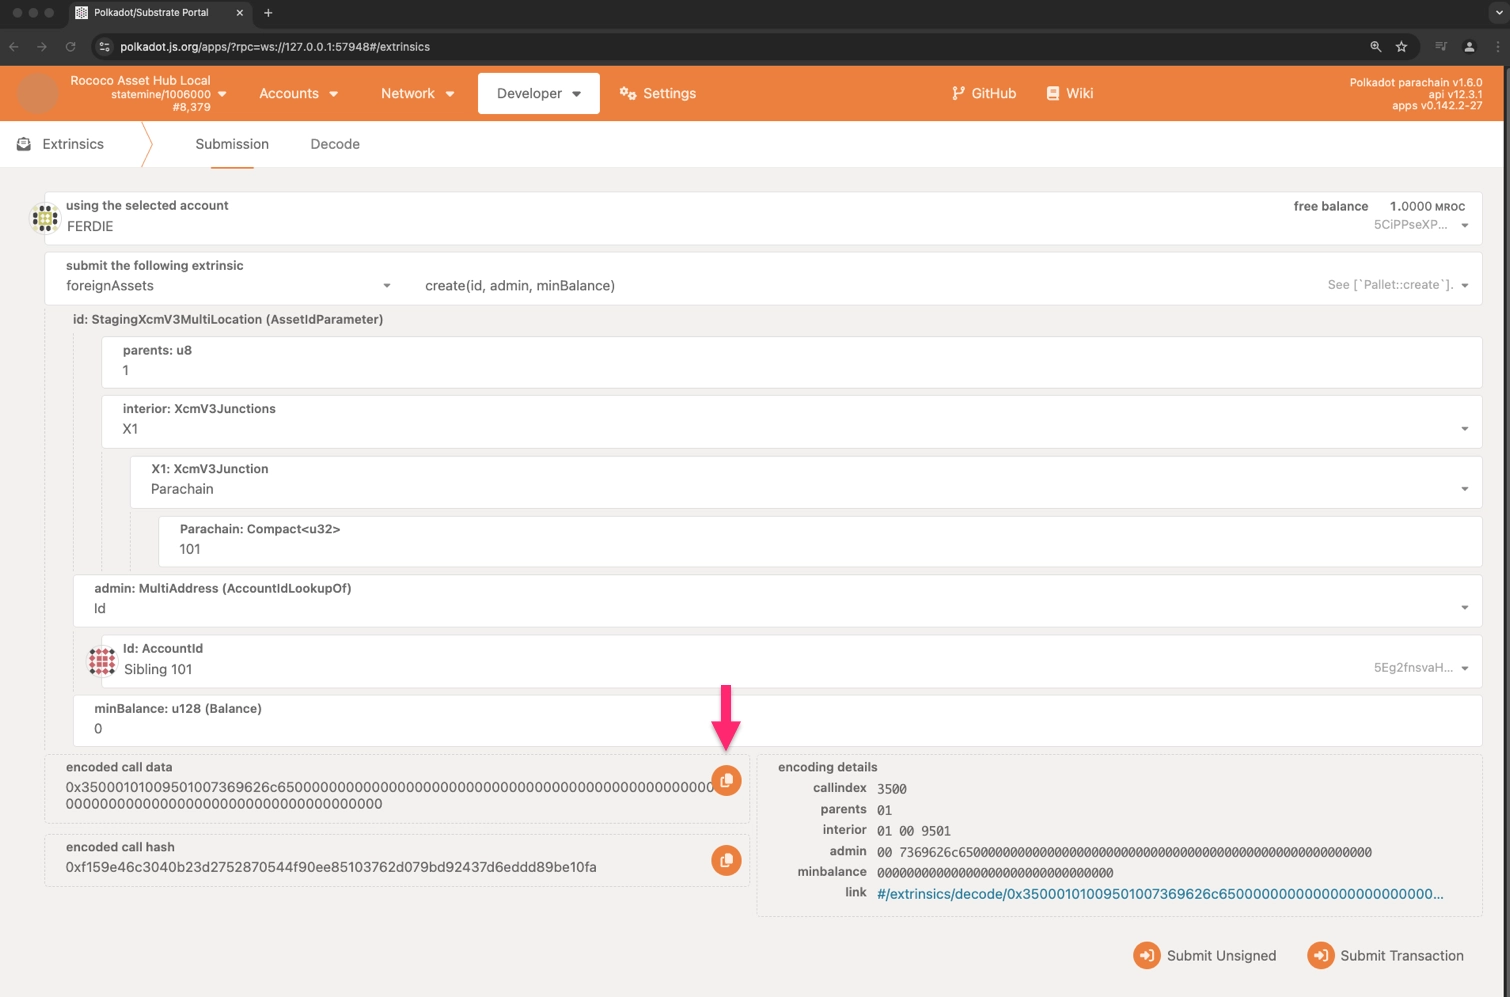 Polkadot/Substrate Portal
polkadot.js.org/apps/?rpc=ws://127.0.0.1:57948#/extrinsics
Rococo Asset Hub Local
statemine/1006000
#8,379
Accounts
Network
Developer
Settings
GitHub
Wiki
Polkadot parachain v1.6.0
api v12.3.1
apps v0.142.2-27
Extrinsics
Submission
Decode
using the selected account
FERDIE
free balance 1.0000 MROC
5CiPPseXP...
submit the following extrinsic
foreignAssets
create(id, admin, minBalance)
See [`Pallet::create`].
id: StagingXcmV3MultiLocation (AssetIdParameter)
parents: u8
1
interior: XcmV3Junctions
X1
X1: XcmV3Junction
Parachain
Parachain: Compact<u32>
101
admin: MultiAddress (AccountIdLookupOf)
Id
Id: AccountId
Sibling 101
5Eg2fnsvaH...
minBalance: u128 (Balance)
0
encoded call data
0x35000101009501007369626c650000000000000000000000000000000000000000000000000000
00000000000000000000000000000000000000
encoded call hash
0xf159e46c3040b23d2752870544f90ee85103762d079bd92437d6eddd89be10fa
encoding details
callindex 3500
parents 01
interior 01 00 9501
admin 00 7369626c65000000000000000000000000000000000000000000000000000000
minbalance 00000000000000000000000000000000
link #/extrinsics/decode/0x35000101009501007369626c6500000000000000000000000...
Submit Unsigned
Submit Transaction